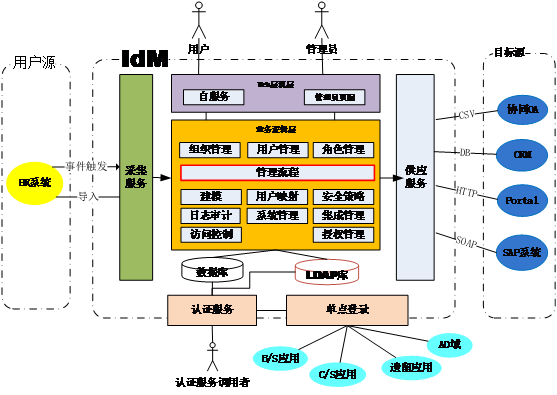 用户
管理员
用户源
IdM
目标源
Web层视图
自服务
管理员页面
业务逻辑层
组织管理
用户管理
角色管理
管理流程
建模
用户映射
安全策略
日志审计
系统管理
集成管理
访问控制
授权管理
采集服务
供应服务
事件触发
导入
HR系统
CSV
DB
HTTP
SOAP
协同OA
CRM
Portal
SAP系统
数据库
LDAP库
认证服务
单点登录
认证服务调用者
B/S应用
C/S应用
遗留应用
AD域